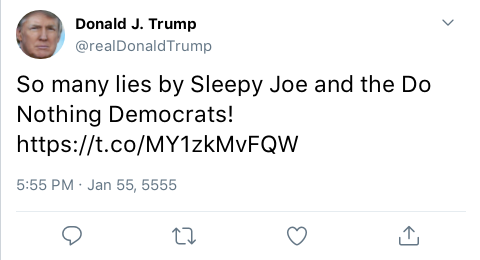 Donald J. Trump
@realDonaldTrump
So many lies by Sleepy Joe and the Do
Nothing Democrats!
https://t.co/MY1zkMvFQW
5:55 PM · Jan 55, 5555